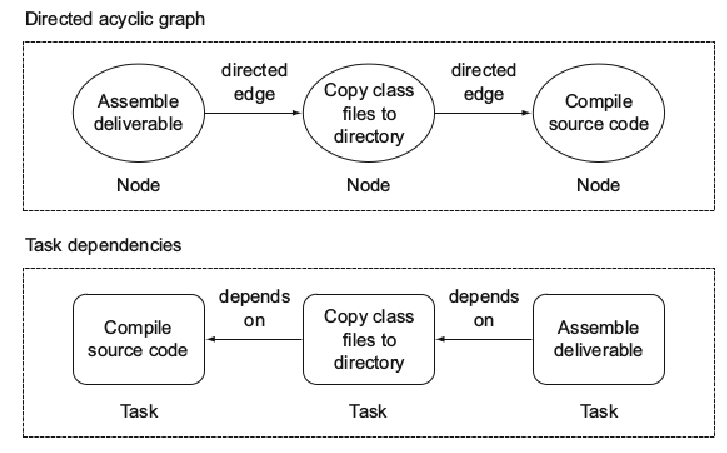 Directed acyclic graph
directed
edge
directed
edge
Assemble
deliverable
Copy class
files to
directory
Compile
source code
Node
Node
Node
Task dependencies
depends
on
depends
on
Compile
source code
Copy class
files to
directory
Assemble
deliverable
Task
Task
Task